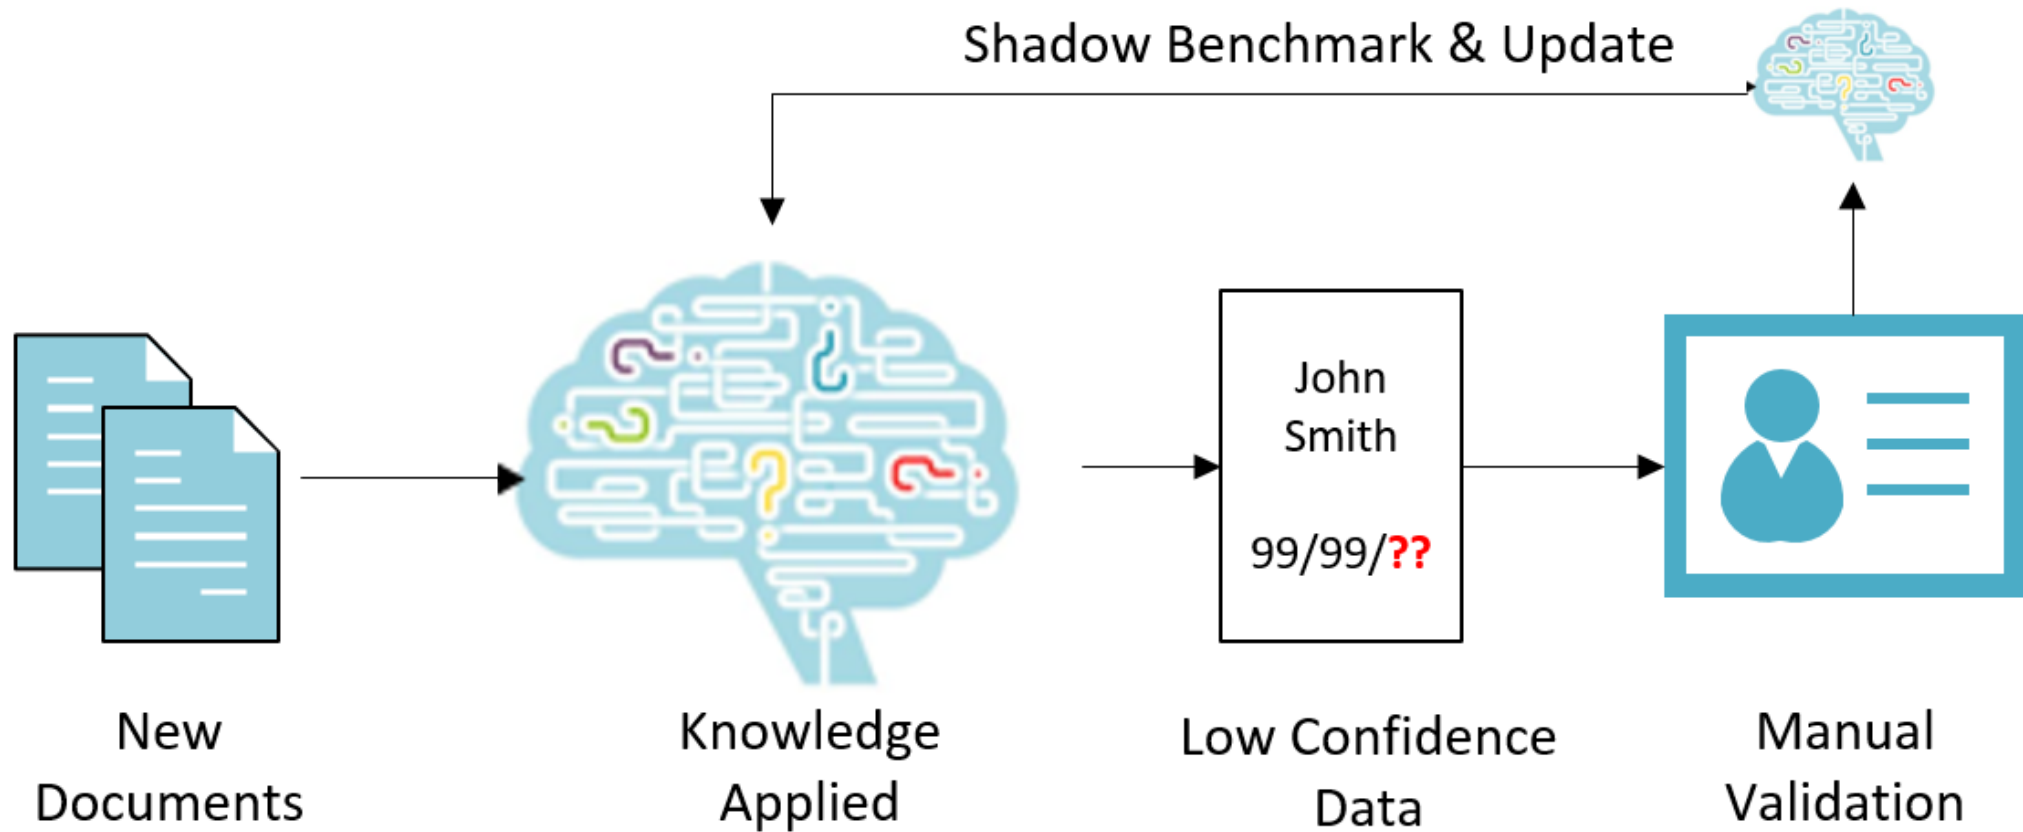 Shadow Benchmark & Update
John
Smith
99/99/??
New
Documents
Knowledge
Applied
Low Confidence
Data
Manual
Validation